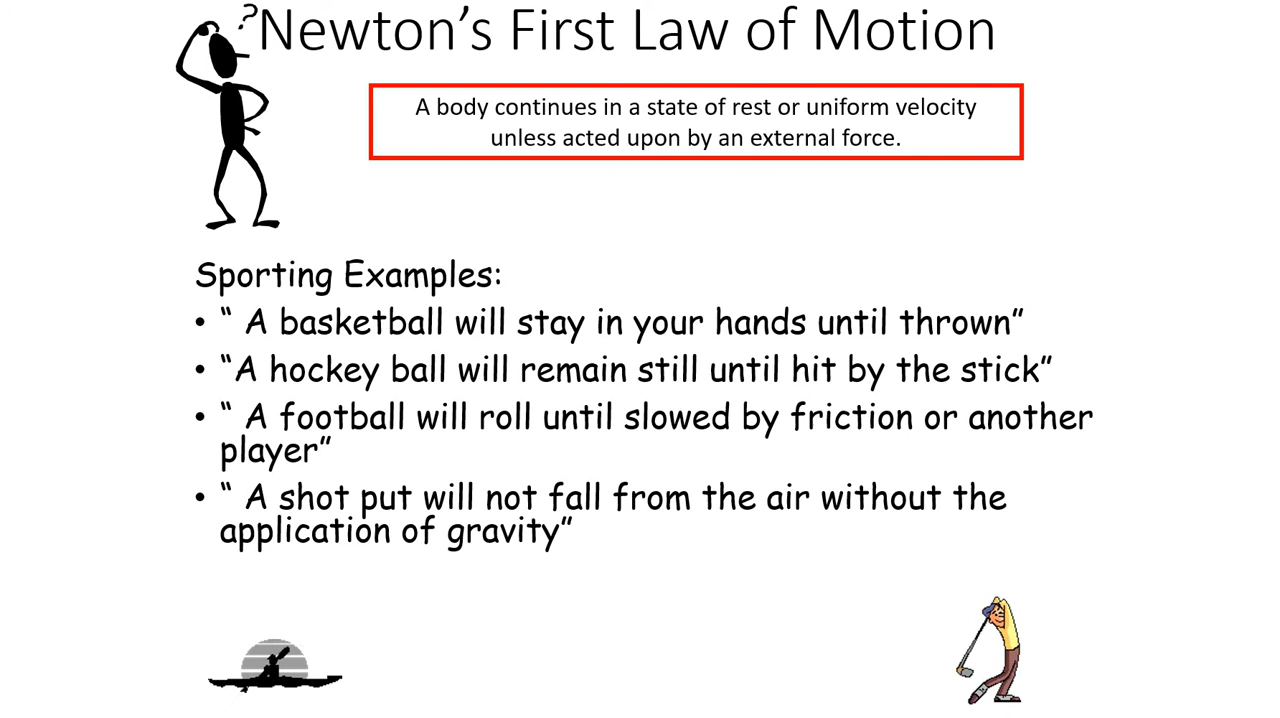 ?
Newton’s First Law of Motion
A body continues in a state of rest or uniform velocity
unless acted upon by an external force.
Sporting Examples:
• “ A basketball will stay in your hands until thrown”
• “A hockey ball will remain still until hit by the stick”
• “ A football will roll until slowed by friction or another
player”
• “ A shot put will not fall from the air without the
application of gravity”